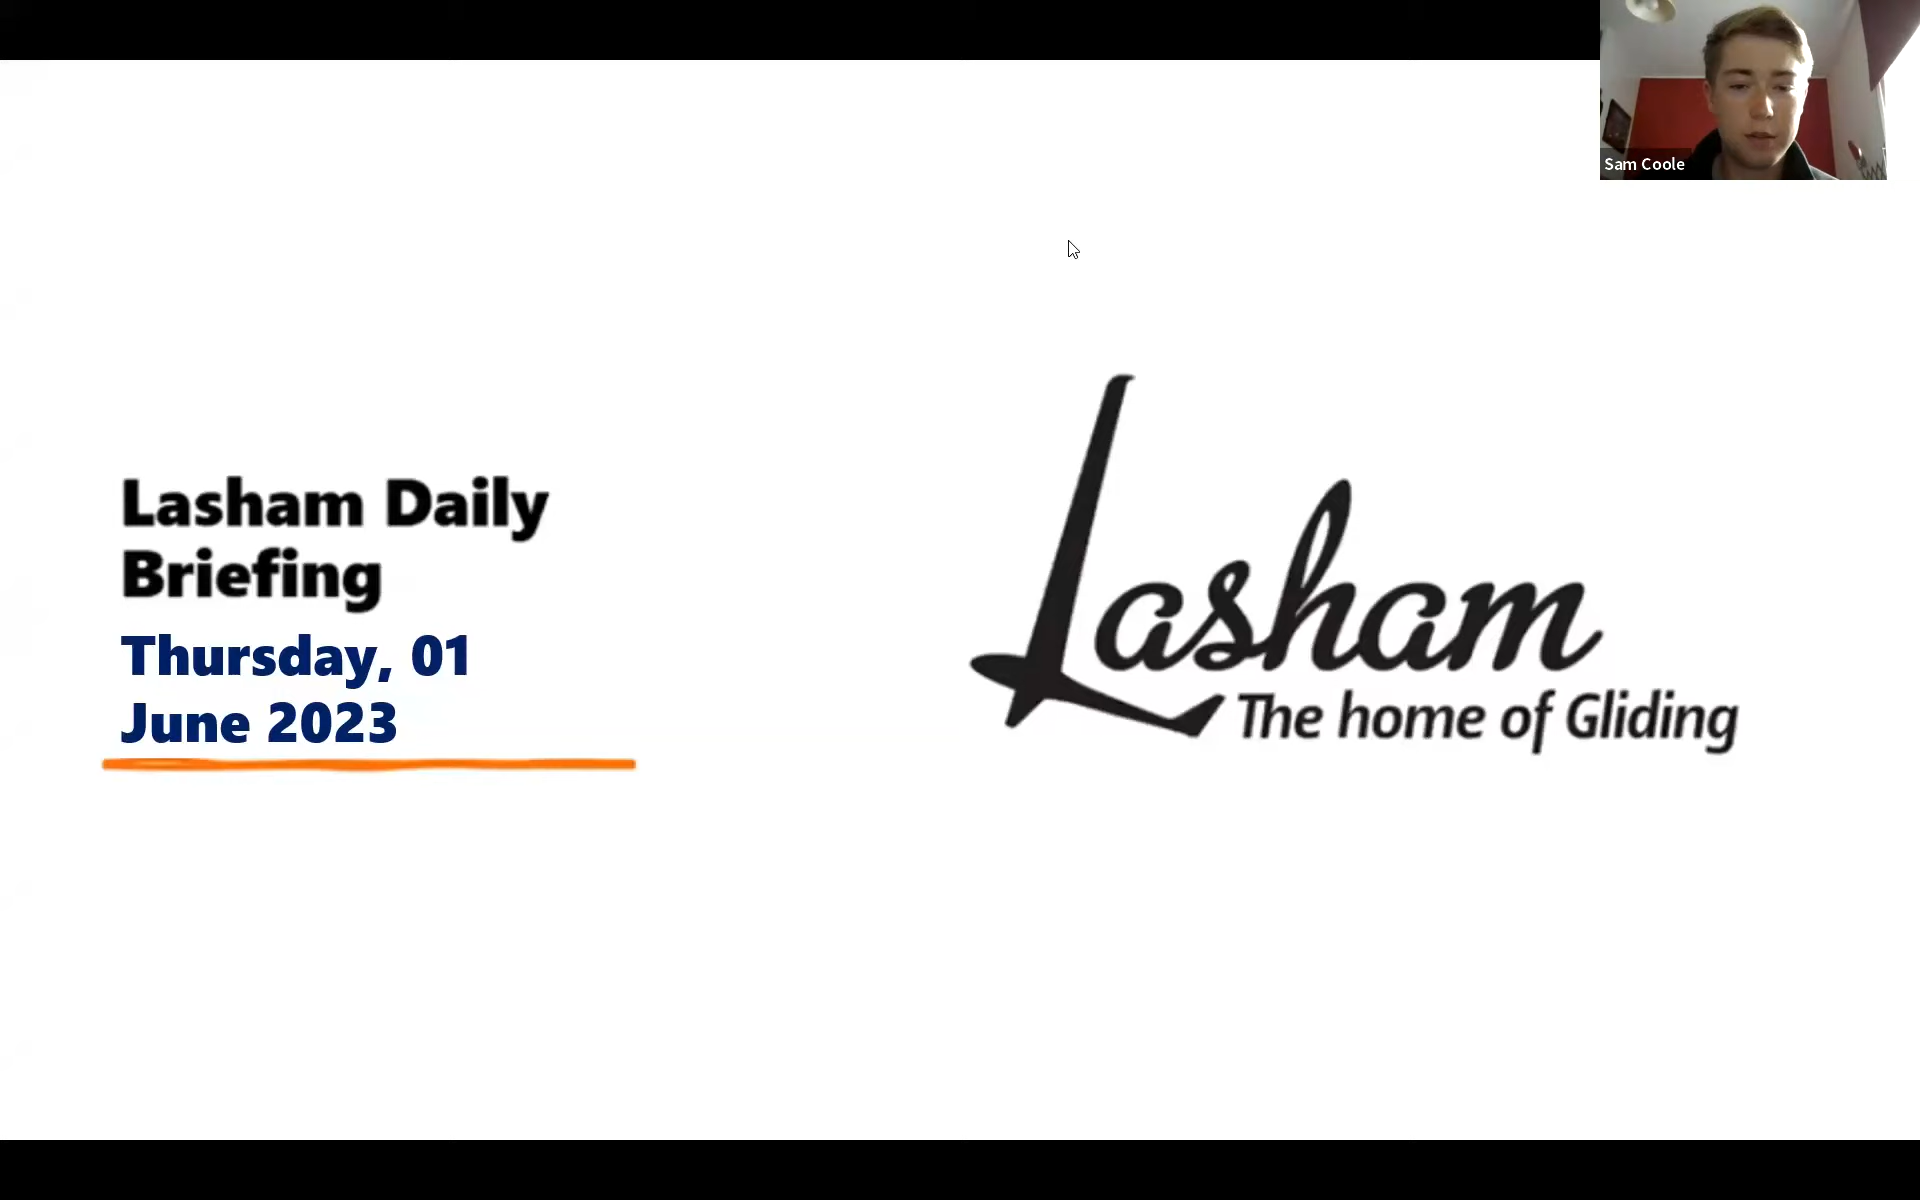 Sam Coole
Lasham Daily
Briefing
Thursday, 01
June 2023
Lasham
The home of Gliding